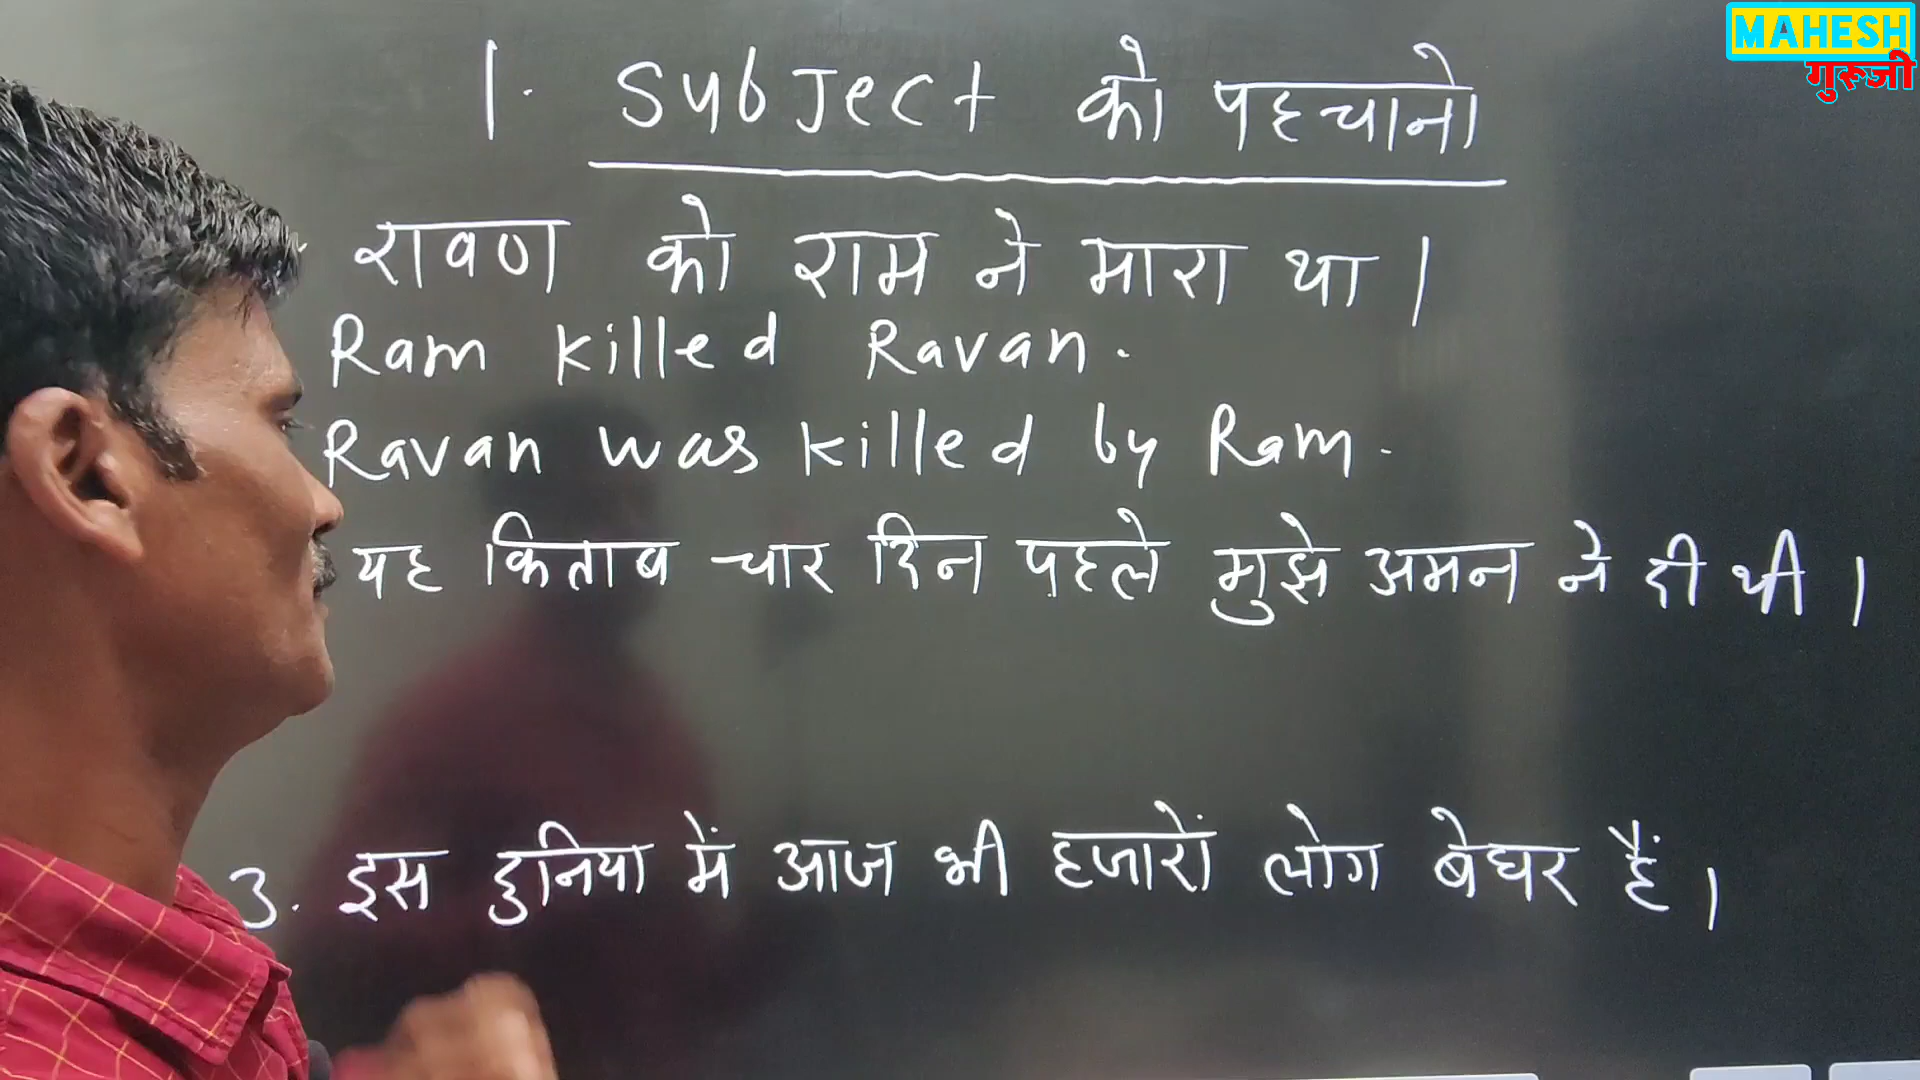 MAHESH
गुरूजी
1. Subject को पहचानो
रावण को राम ने मारा था।
Ram killed Ravan.
Ravan was killed by Ram.
यह किताब चार दिन पहले मुझे अमन ने दी थी।
3. इस दुनिया में आज भी हजारों लोग बेघर हैं।